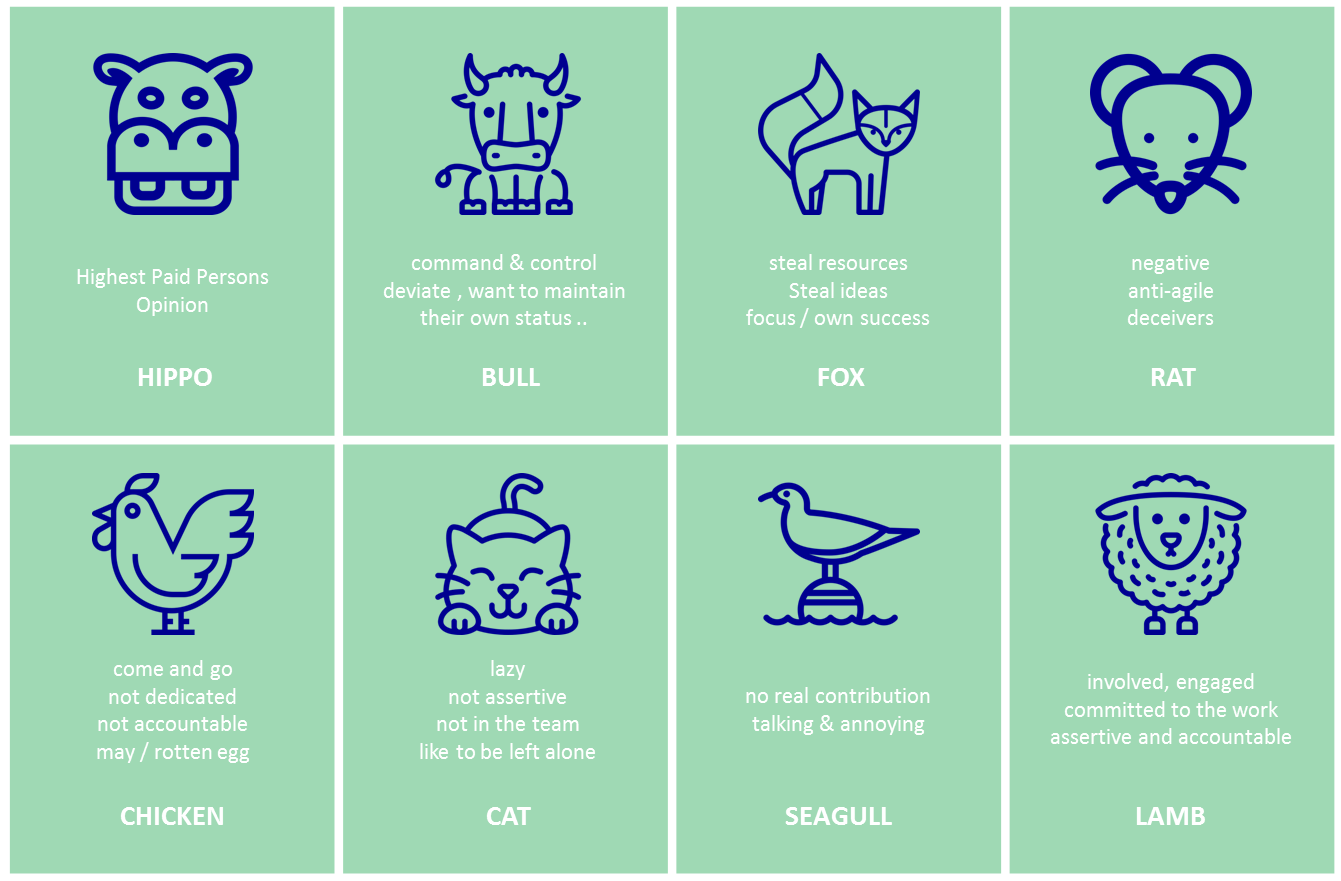 Highest Paid Persons
Opinion
HIPPO
command & control
deviate , want to maintain
their own status ..
BULL
steal resources
Steal ideas
focus / own success
FOX
negative
anti-agile
deceivers
RAT
come and go
not dedicated
not accountable
may / rotten egg
CHICKEN
lazy
not assertive
not in the team
like to be left alone
CAT
no real contribution
talking & annoying
SEAGULL
involved, engaged
committed to the work
assertive and accountable
LAMB